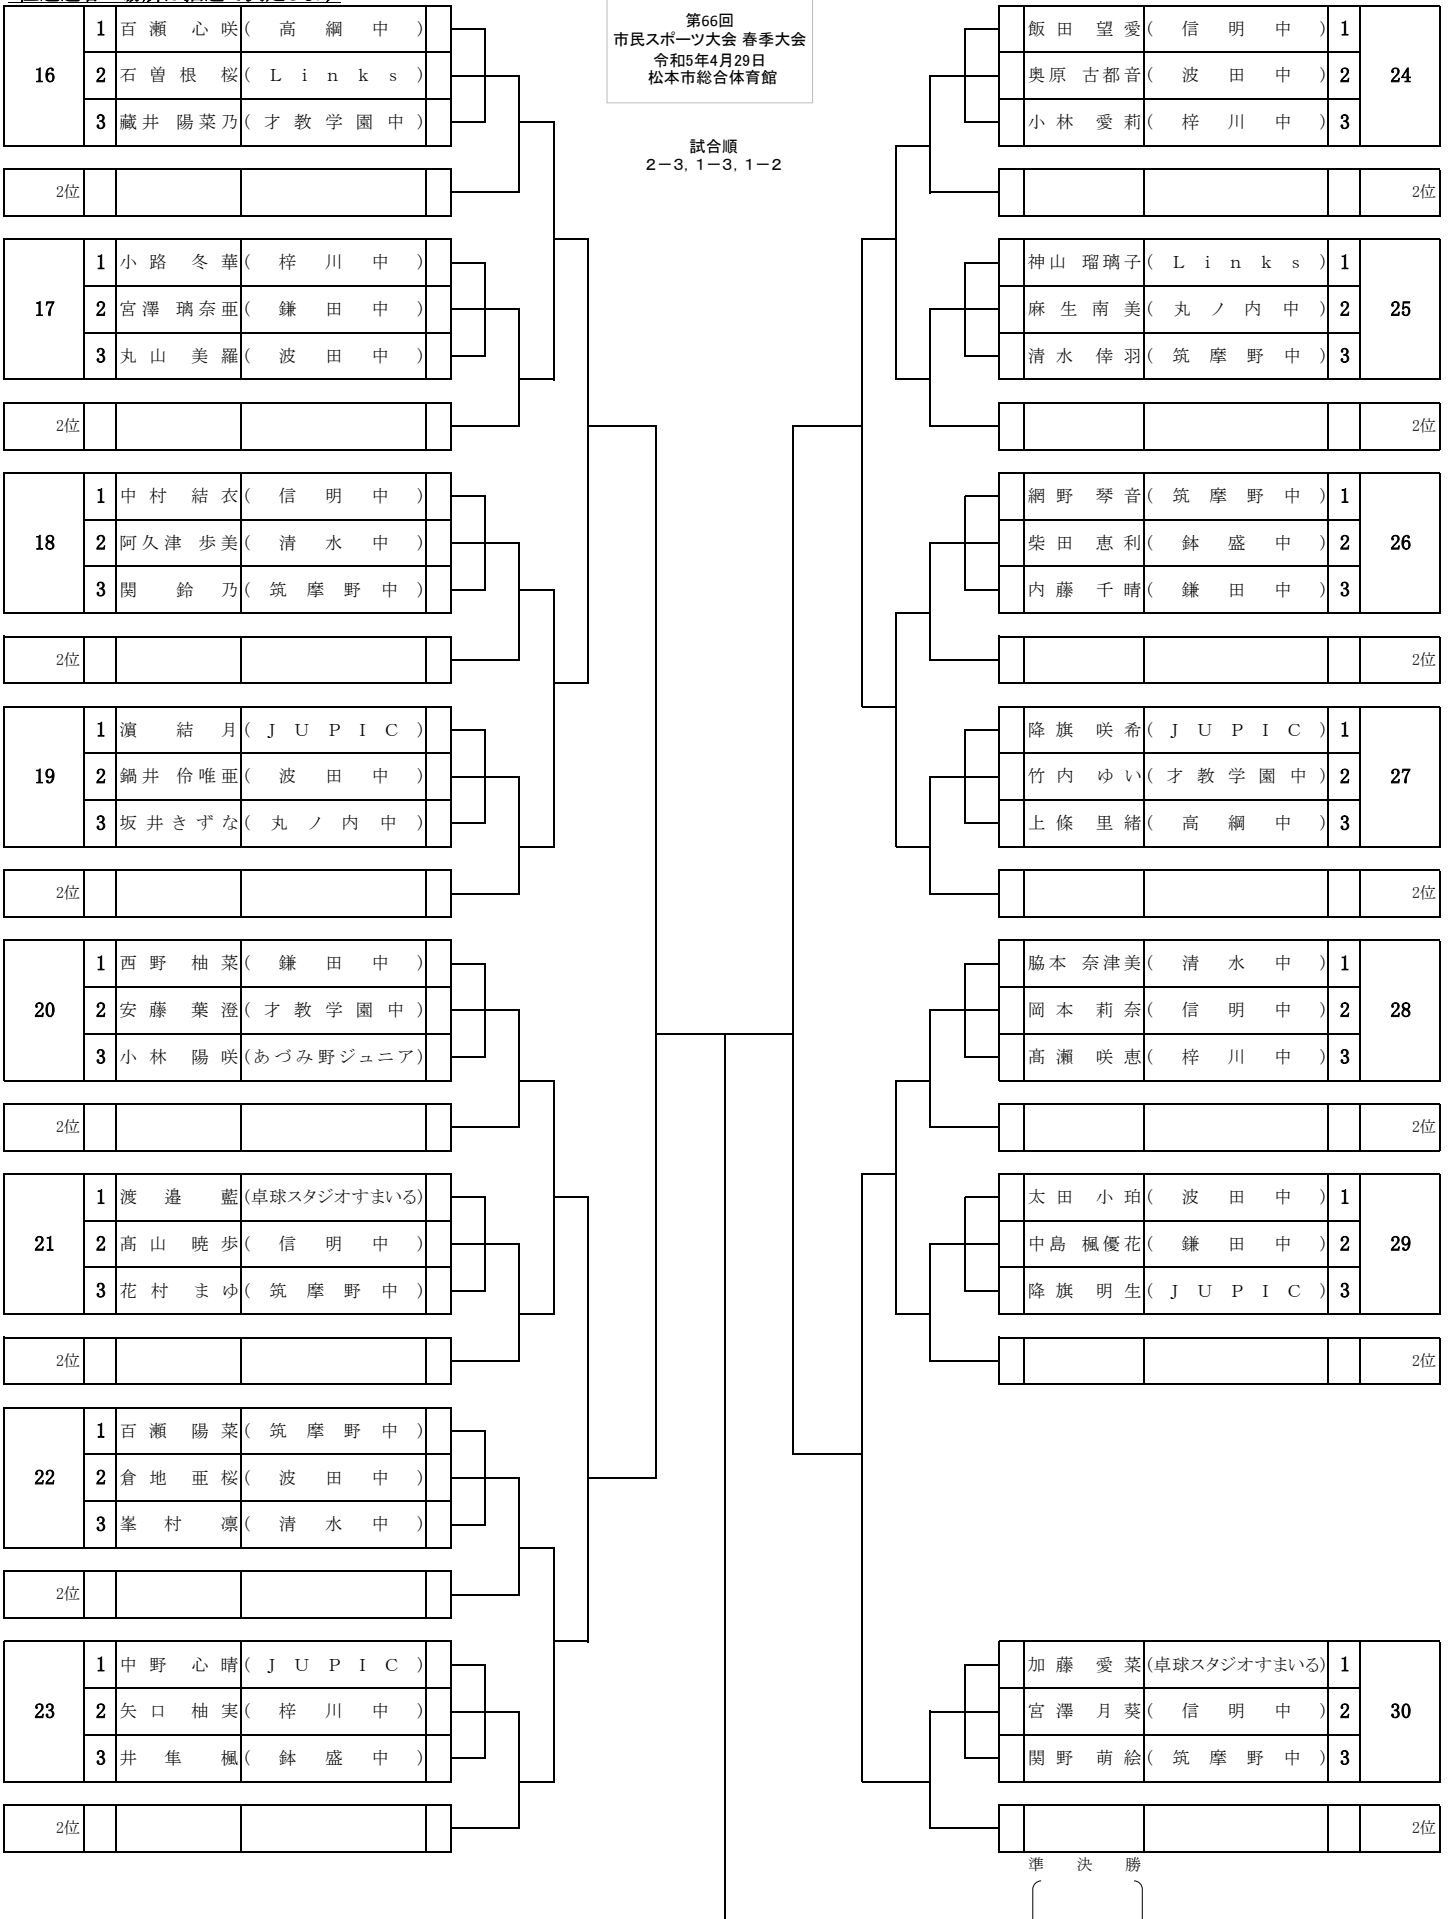 第66回
市民スポーツ大会 春季大会
令和5年4月29日
松本市総合体育館
試合順
2－3, 1－3, 1－2
16
1 百瀬 心咲 (高綱中)
2 石曽根 桜 (Links)
3 藏井 陽菜乃 (才教学園中)
2位
17
1 小路 冬華 (梓川中)
2 宮澤 璃奈亜 (鎌田中)
3 丸山 美羅 (波田中)
2位
18
1 中村 結衣 (信明中)
2 阿久津 歩美 (清水中)
3 関 鈴乃 (筑摩野中)
2位
19
1 濵 結月 (JUPIC)
2 鍋井 伶唯亜 (波田中)
3 坂井きずな (丸ノ内中)
2位
20
1 西野 柚菜 (鎌田中)
2 安藤 葉澄 (才教学園中)
3 小林 陽咲 (あづみ野ジュニア)
2位
21
1 渡邉 藍 (卓球スタジオすまいる)
2 髙山 暁歩 (信明中)
3 花村 まゆ (筑摩野中)
2位
22
1 百瀬 陽菜 (筑摩野中)
2 倉地 亜桜 (波田中)
3 峯村 凛 (清水中)
2位
23
1 中野 心晴 (JUPIC)
2 矢口 柚実 (梓川中)
3 井隼 楓 (鉢盛中)
2位
飯田 望愛 (信明中) 1
奥原 古都音 (波田中) 2
小林 愛莉 (梓川中) 3
24
2位
神山 瑠璃子 (Links) 1
麻生南美 (丸ノ内中) 2
清水 倖羽 (筑摩野中) 3
25
2位
網野 琴音 (筑摩野中) 1
柴田 恵利 (鉢盛中) 2
内藤 千晴 (鎌田中) 3
26
2位
降旗 咲希 (JUPIC) 1
竹内 ゆい (才教学園中) 2
上條 里緒 (高綱中) 3
27
2位
脇本 奈津美 (清水中) 1
岡本 莉奈 (信明中) 2
髙瀬 咲恵 (梓川中) 3
28
2位
太田 小珀 (波田中) 1
中島 楓優花 (鎌田中) 2
降旗 明生 (JUPIC) 3
29
2位
加藤 愛菜 (卓球スタジオすまいる) 1
宮澤 月葵 (信明中) 2
関野 萌絵 (筑摩野中) 3
30
2位
準決勝